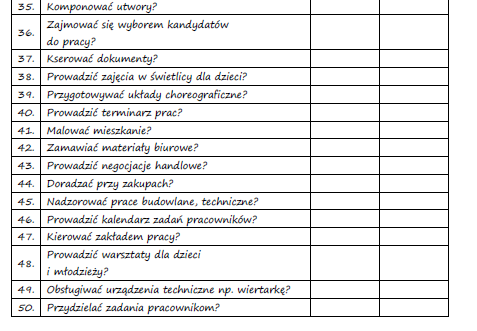 35. Komponować utwory?
36. Zajmować się wyborem kandydatów
do pracy?
37. Kserować dokumenty?
38. Prowadzić zajęcia w świetlicy dla dzieci?
39. Przygotowywać układy choreograficzne?
40. Prowadzić terminarz prac?
41. Malować mieszkanie?
42. Zamawiać materiały biurowe?
43. Prowadzić negocjacje handlowe?
44. Doradzać przy zakupach?
45. Nadzorować prace budowlane, techniczne?
46. Prowadzić kalendarz zadań pracowników?
47. Kierować zakładem pracy?
48. Prowadzić warsztaty dla dzieci
i młodzieży?
49. Obsługiwać urządzenia techniczne np. wiertarkę?
50. Przydzielać zadania pracownikom?